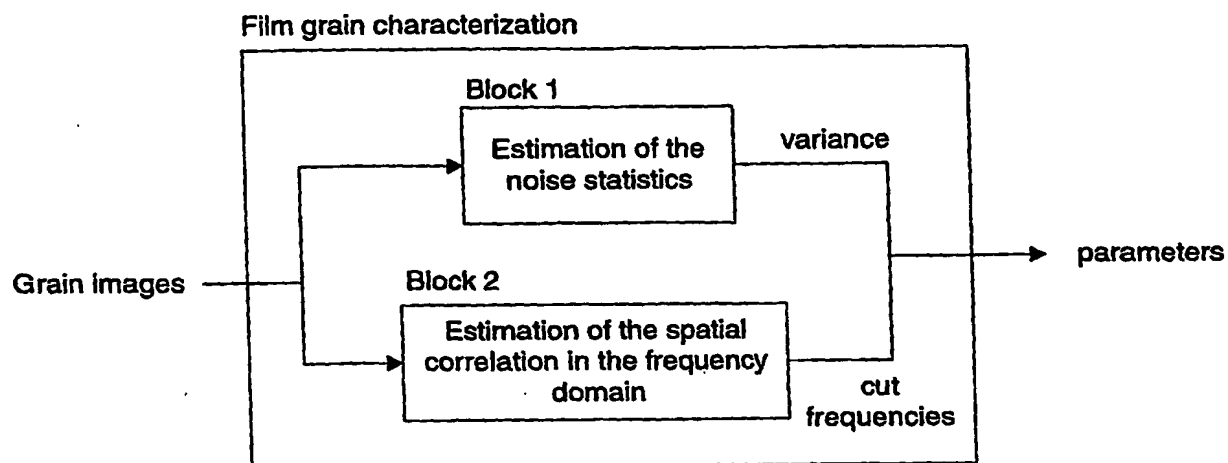 Film grain characterization
Block 1
Estimation of the
noise statistics
variance
Grain images
parameters
Block 2
Estimation of the spatial
correlation in the frequency
domain
cut
frequencies